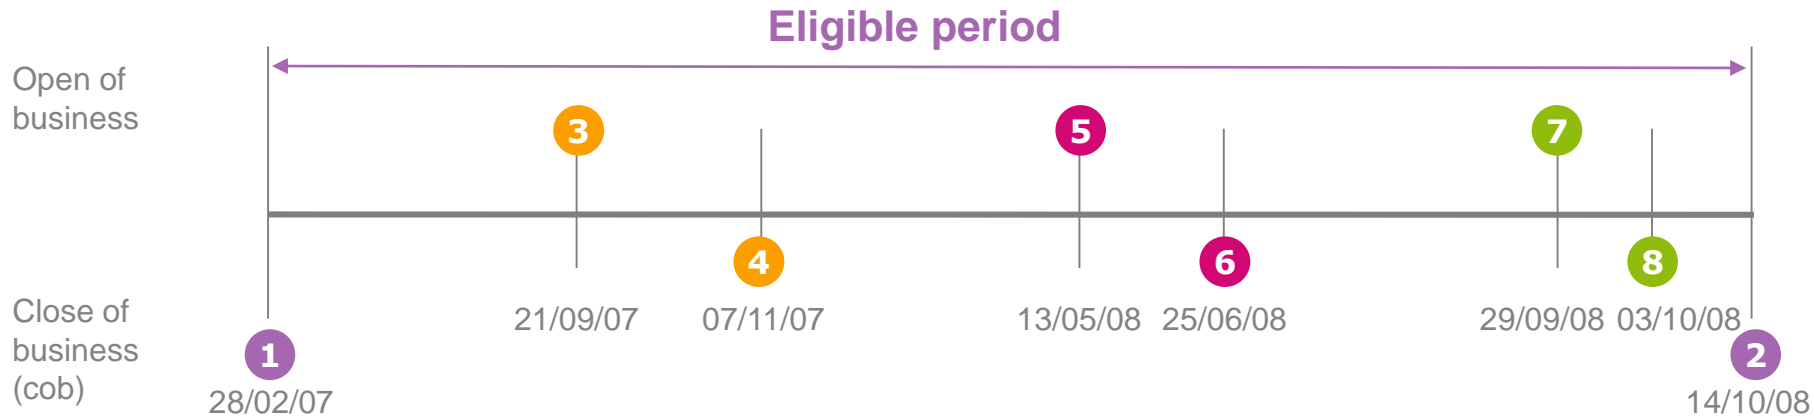 Eligible period
Open of
business
3
5
7
4
6
8
21/09/07
07/11/07
13/05/08
25/06/08
29/09/08
03/10/08
Close of
business
(cob)
1
2
28/02/07
14/10/08